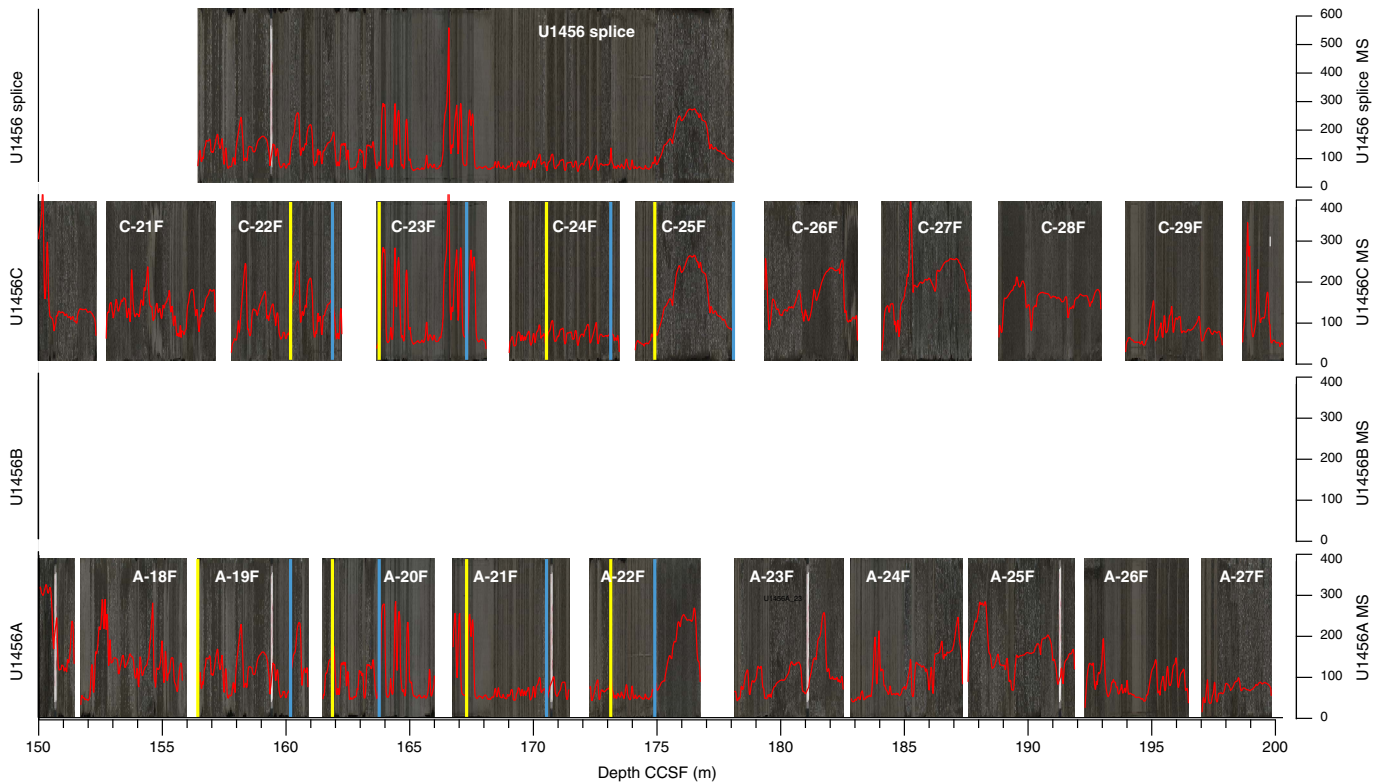 U1456 splice
U1456 splice
600
500
400
300
200
100
0
U1456 splice MS
U1456C
C-21F
C-22F
C-23F
C-24F
C-25F
C-26F
C-27F
C-28F
C-29F
400
300
200
100
0
U1456C MS
U1456B
400
300
200
100
0
U1456B MS
U1456A
A-18F
A-19F
A-20F
A-21F
A-22F
A-23F
U1456A_23
A-24F
A-25F
A-26F
A-27F
400
300
200
100
0
U1456A MS
150 155 160 165 170 175 180 185 190 195 200
Depth CCSF (m)